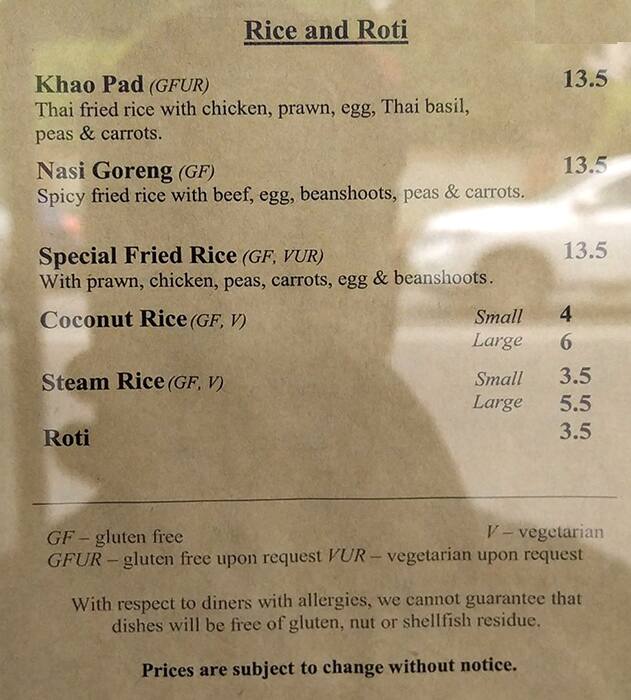 Rice and Roti
Khao Pad (GFUR) 13.5
Thai fried rice with chicken, prawn, egg, Thai basil,
peas & carrots.
Nasi Goreng (GF) 13.5
Spicy fried rice with beef, egg, beanshoots, peas & carrots.
Special Fried Rice (GF, VUR) 13.5
With prawn, chicken, peas, carrots, egg & beanshoots.
Coconut Rice (GF, V) Small 4
Large 6
Steam Rice (GF, V) Small 3.5
Large 5.5
Roti 3.5
GF – gluten free V – vegetarian
GFUR – gluten free upon request VUR – vegetarian upon request
With respect to diners with allergies, we cannot guarantee that
dishes will be free of gluten, nut or shellfish residue.
Prices are subject to change without notice.